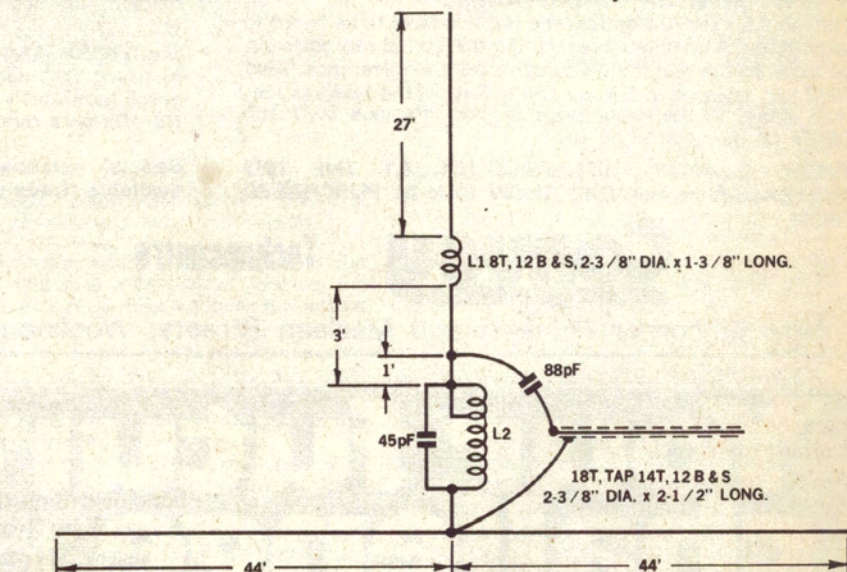 27'
L1 8T, 12 B & S, 2-3/8" DIA. x 1-3/8" LONG.
3'
1'
88pF
45pF
L2
18T, TAP 14T, 12 B & S
2-3/8" DIA. x 2-1/2" LONG.
44'
44'